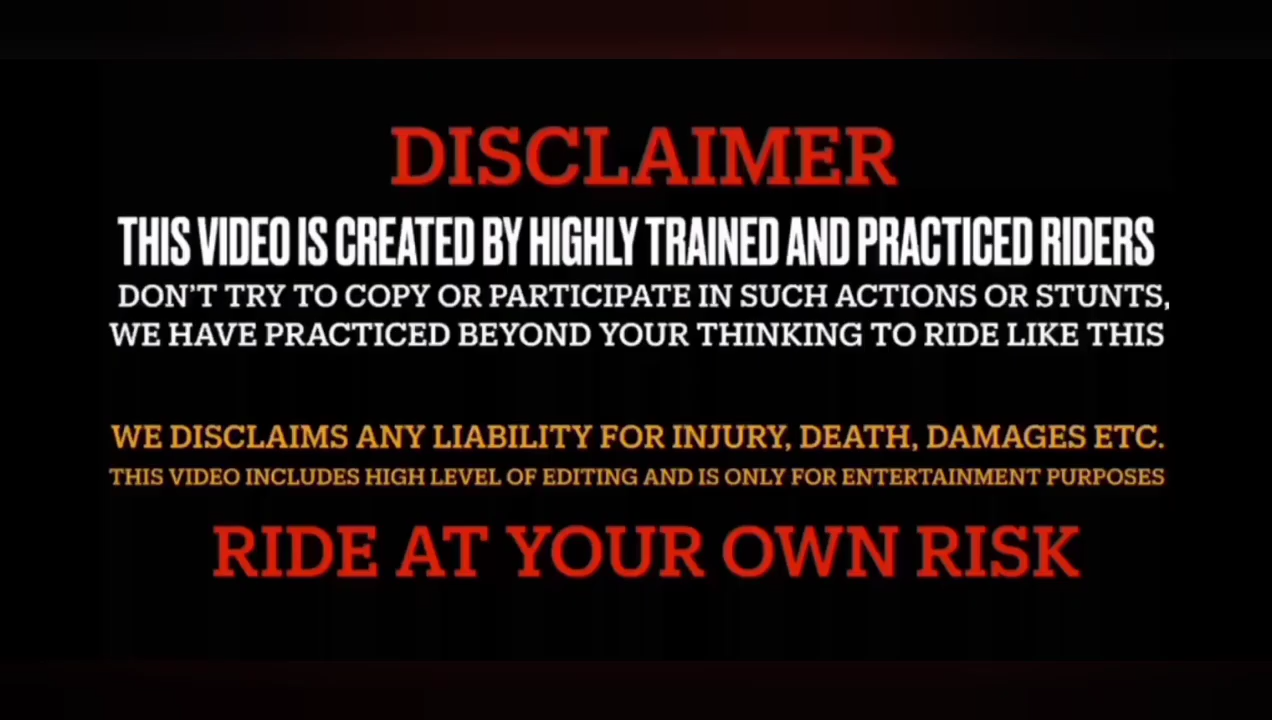 DISCLAIMER
THIS VIDEO IS CREATED BY HIGHLY TRAINED AND PRACTICED RIDERS
DON'T TRY TO COPY OR PARTICIPATE IN SUCH ACTIONS OR STUNTS,
WE HAVE PRACTICED BEYOND YOUR THINKING TO RIDE LIKE THIS
WE DISCLAIMS ANY LIABILITY FOR INJURY, DEATH, DAMAGES ETC.
THIS VIDEO INCLUDES HIGH LEVEL OF EDITING AND IS ONLY FOR ENTERTAINMENT PURPOSES
RIDE AT YOUR OWN RISK